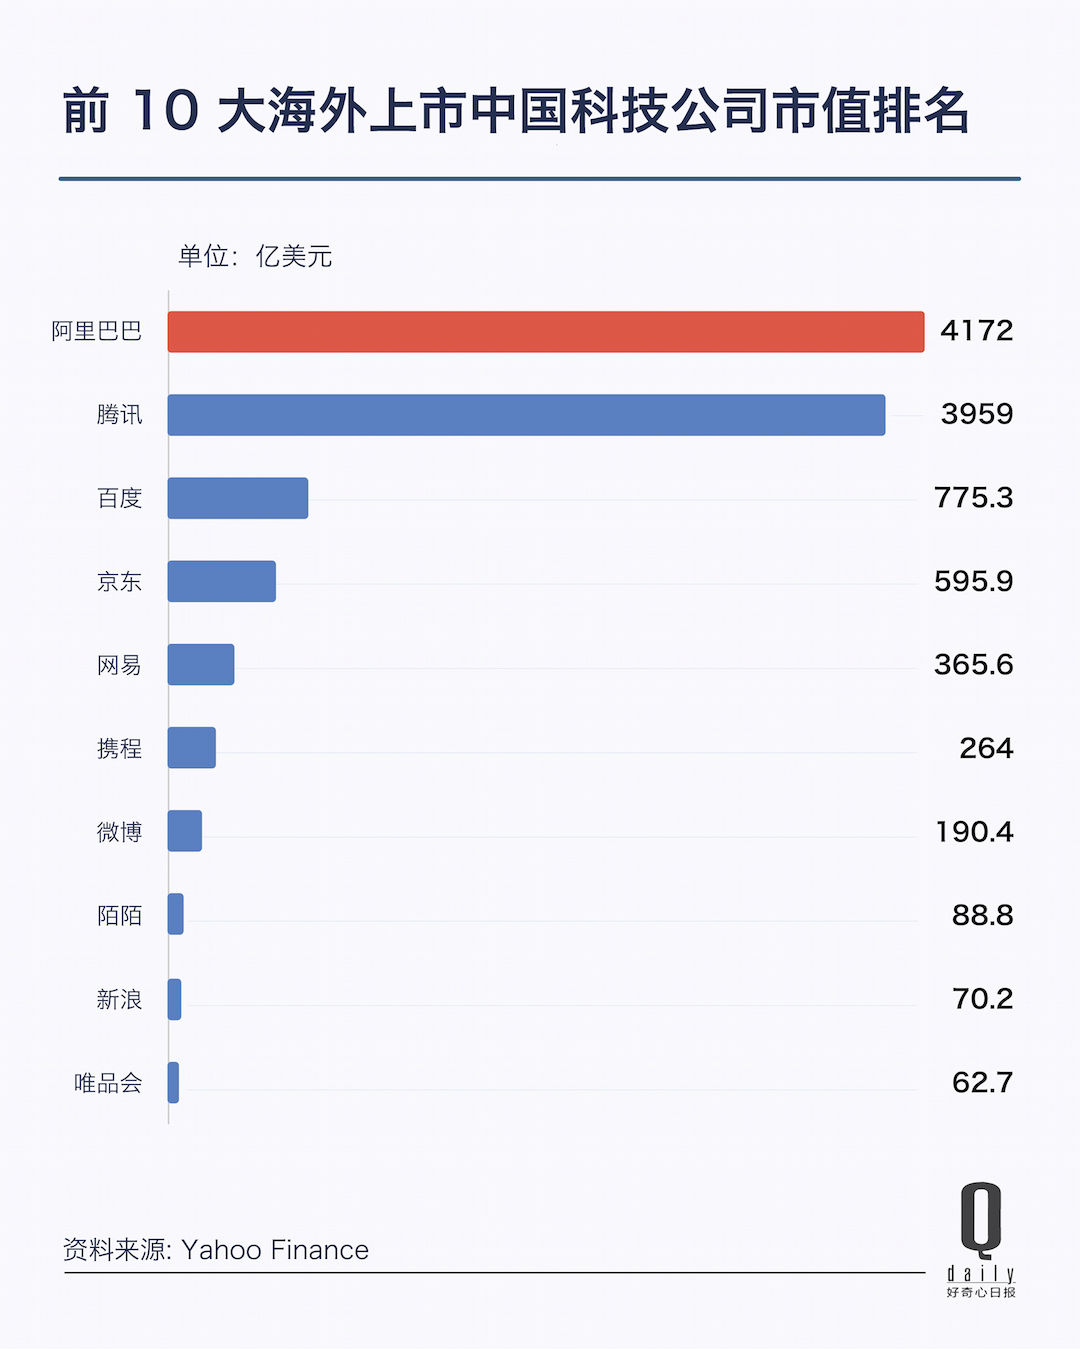 前 10 大海外上市中国科技公司市值排名
单位：亿美元
阿里巴巴 4172
腾讯 3959
百度 775.3
京东 595.9
网易 365.6
携程 264
微博 190.4
陌陌 88.8
新浪 70.2
唯品会 62.7
资料来源: Yahoo Finance
Q
daily
好奇心日报